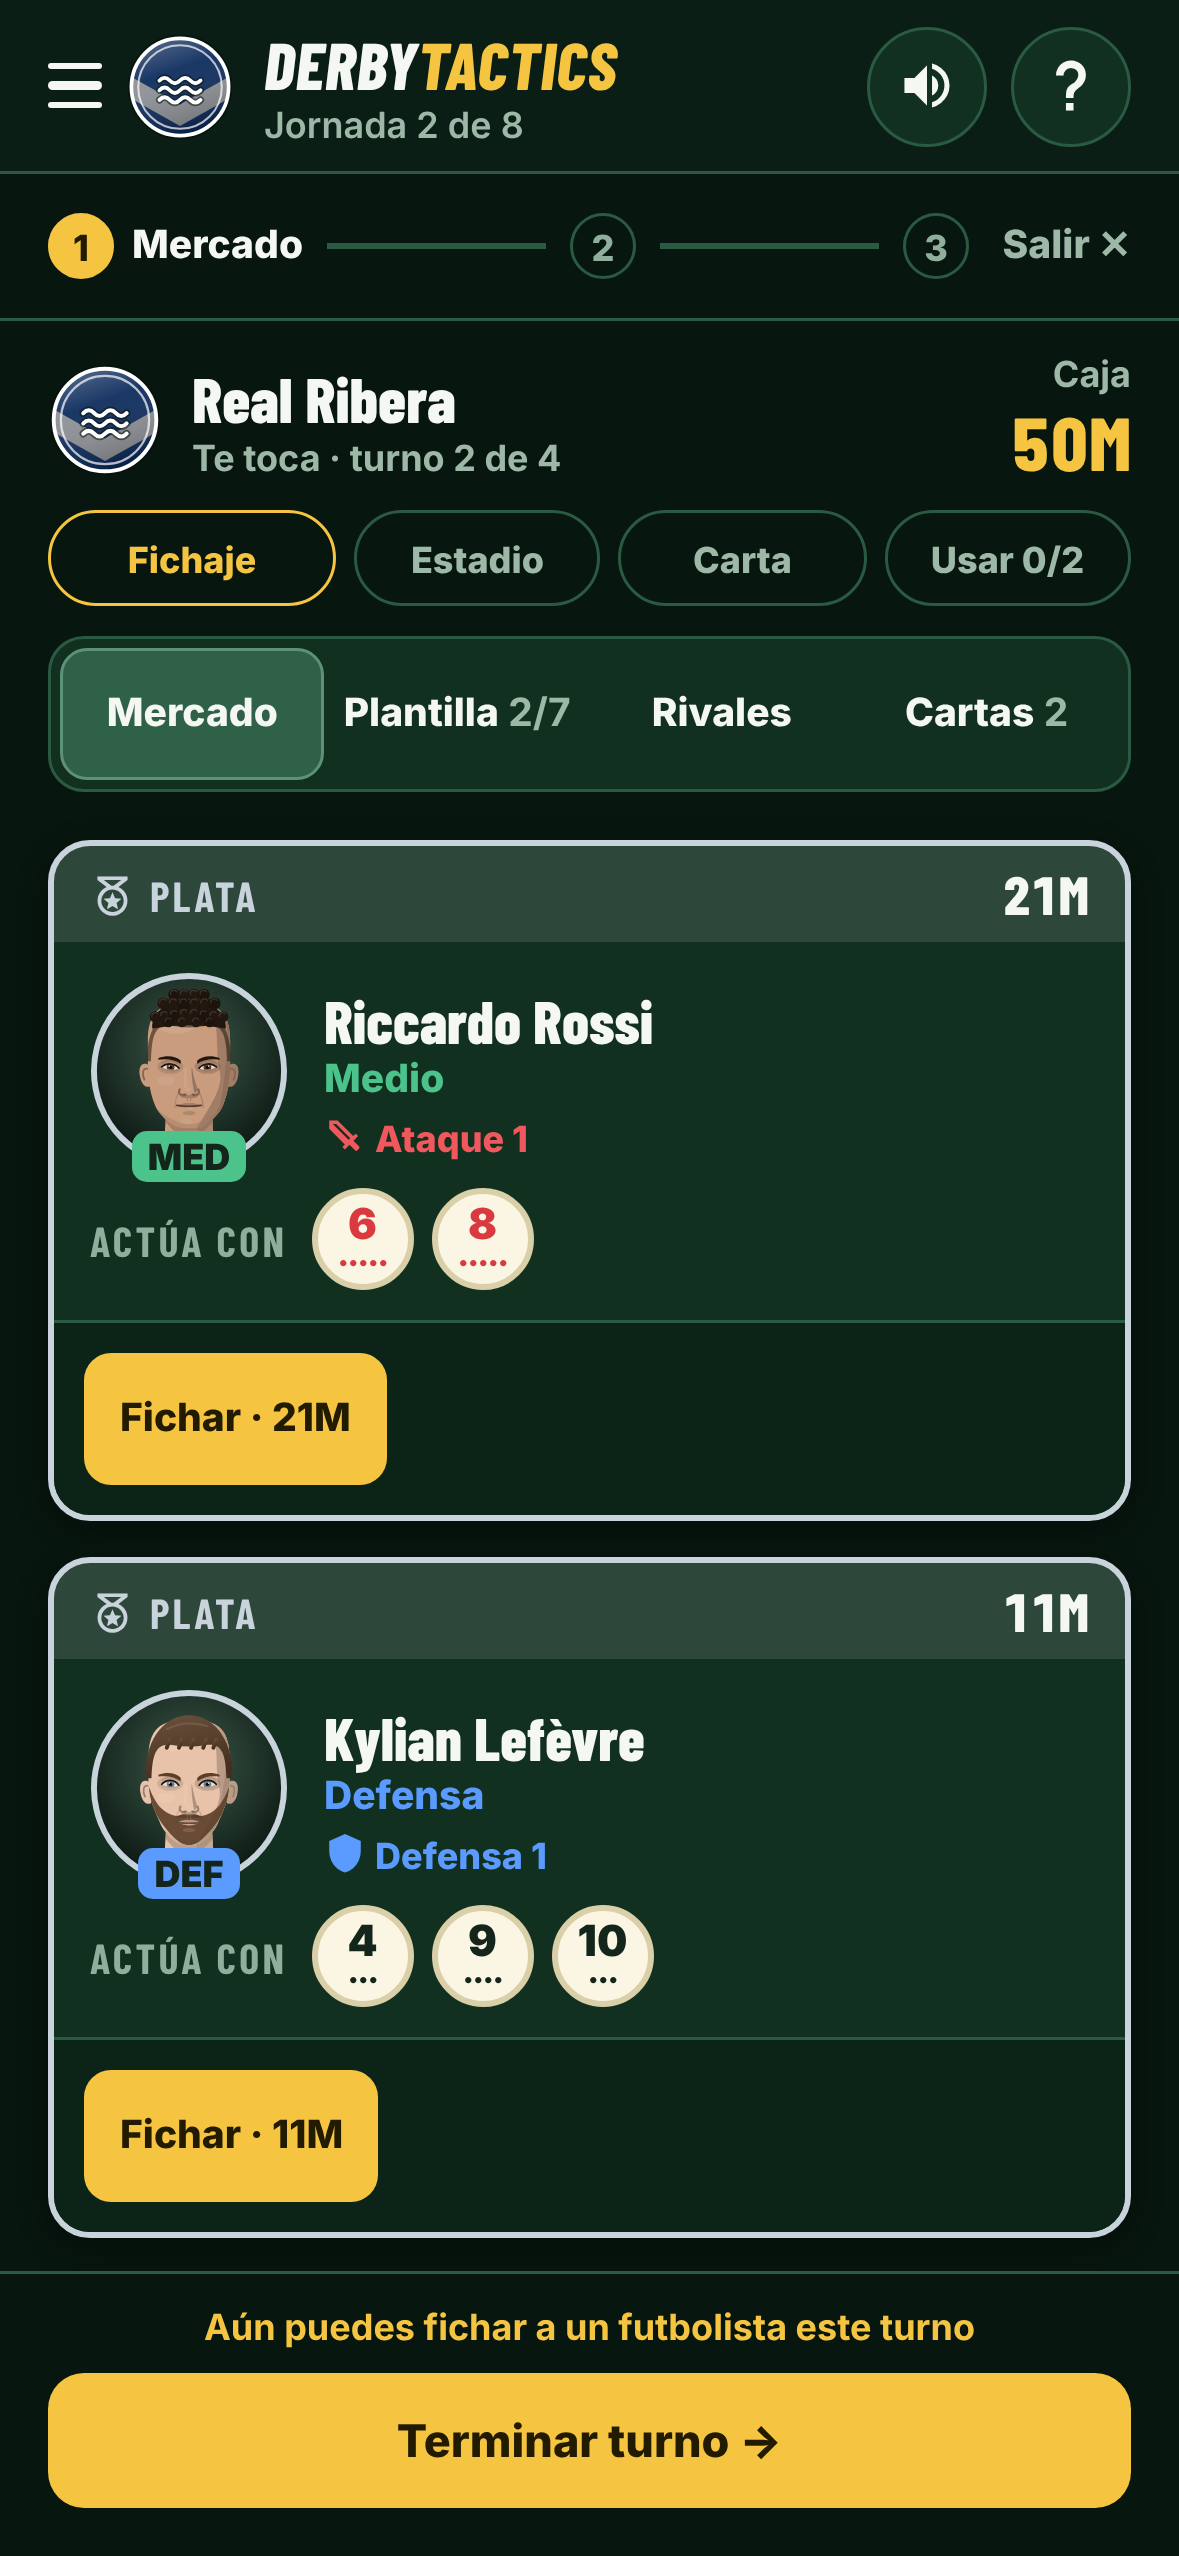 DERBYTACTICS
Jornada 2 de 8
?
1 Mercado 2 3 Salir ✕
Real Ribera
Te toca · turno 2 de 4
Caja
50M
Fichaje Estadio Carta Usar 0/2
Mercado Plantilla 2/7 Rivales Cartas 2
PLATA 21M
Riccardo Rossi
Medio
Ataque 1
MED
ACTÚA CON 6 8
Fichar · 21M
PLATA 11M
Kylian Lefèvre
Defensa
Defensa 1
DEF
ACTÚA CON 4 9 10
Fichar · 11M
Aún puedes fichar a un futbolista este turno
Terminar turno →